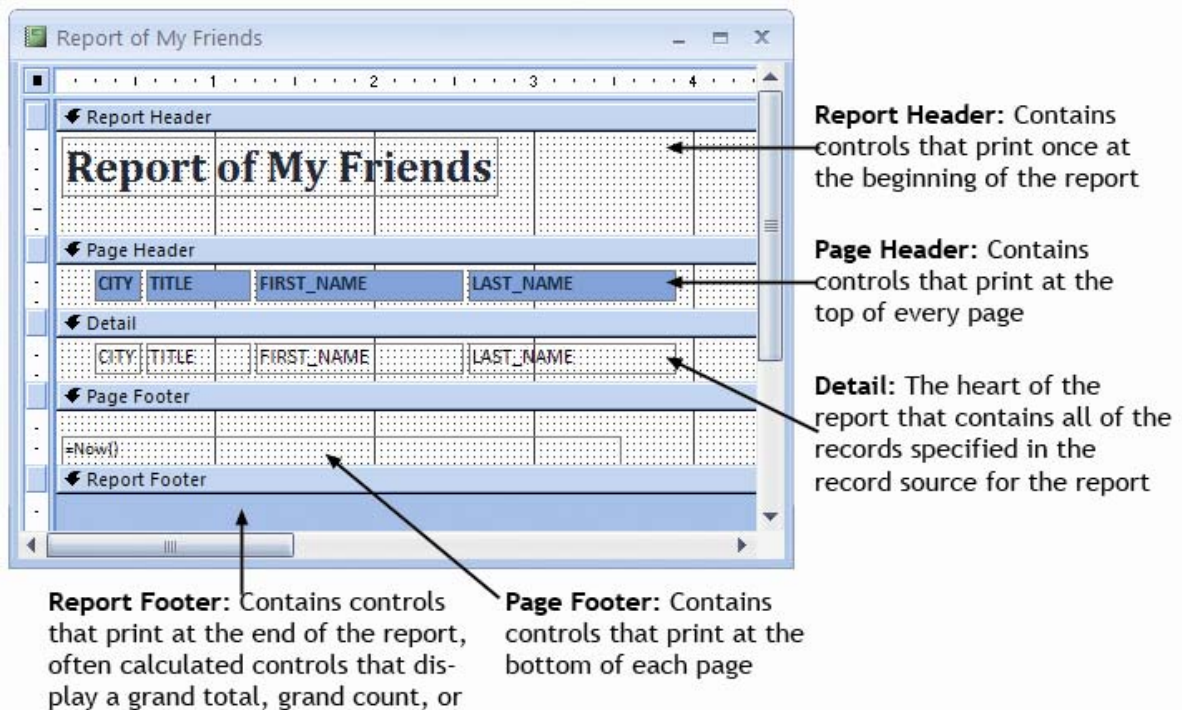 Report of My Friends
1 2 3 4
Report Header
Report of My Friends
Page Header
CITY TITLE FIRST_NAME LAST_NAME
Detail
CITY TITLE FIRST_NAME LAST_NAME
Page Footer
=Now()
Report Footer
Report Header: Contains
controls that print once at
the beginning of the report
Page Header: Contains
controls that print at the
top of every page
Detail: The heart of the
report that contains all of the
records specified in the
record source for the report
Report Footer: Contains controls
that print at the end of the report,
often calculated controls that dis-
play a grand total, grand count, or
Page Footer: Contains
controls that print at the
bottom of each page